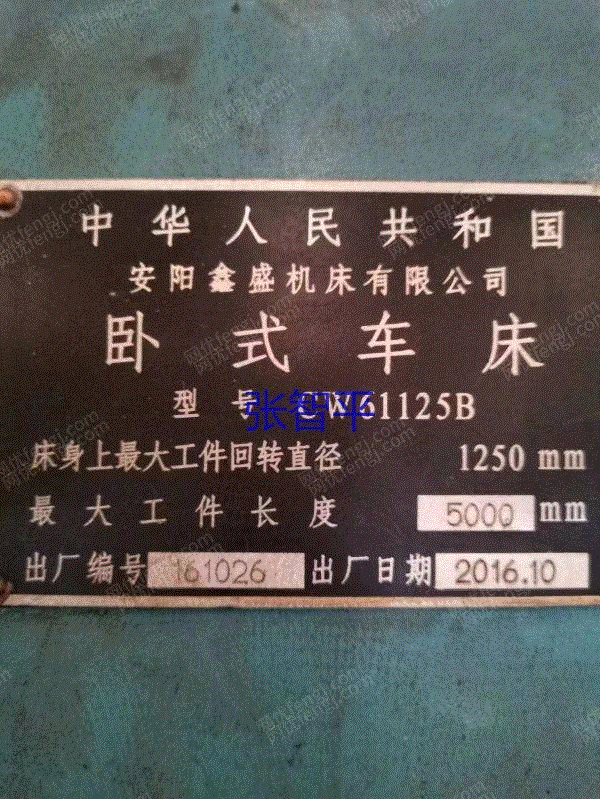 中华人民共和国
安阳鑫盛机床有限公司
卧式车床
型号 CW61125B
张智平
床身上最大工件回转直径 1250 mm
最大工件长度 5000 mm
出厂编号 161026 出厂日期 2016.10